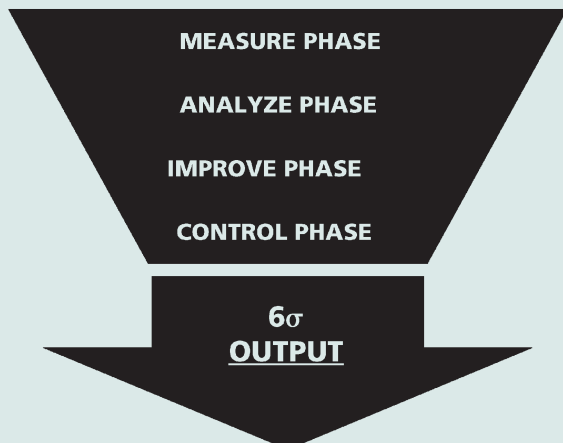 MEASURE PHASE
ANALYZE PHASE
IMPROVE PHASE
CONTROL PHASE
6σ
OUTPUT